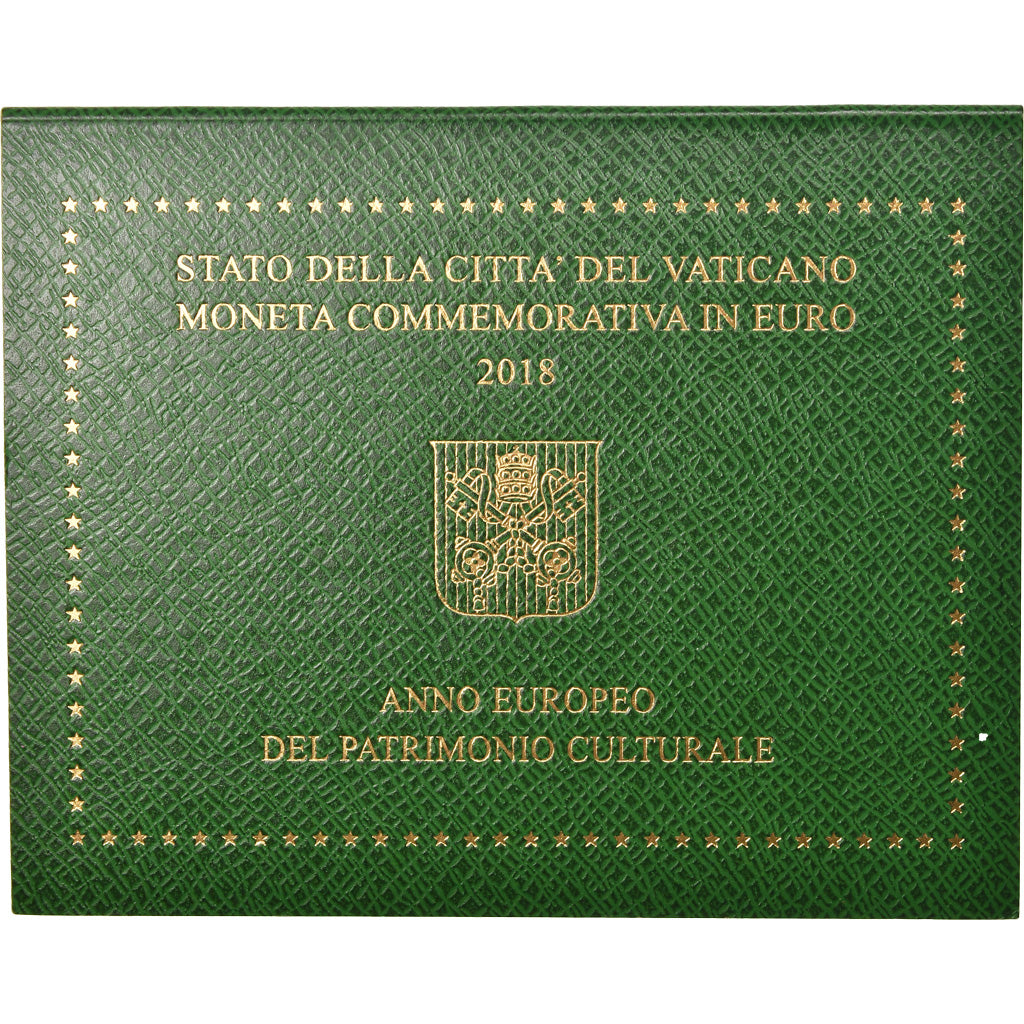 STATO DELLA CITTA' DEL VATICANO
MONETA COMMEMORATIVA IN EURO
2018
ANNO EUROPEO
DEL PATRIMONIO CULTURALE